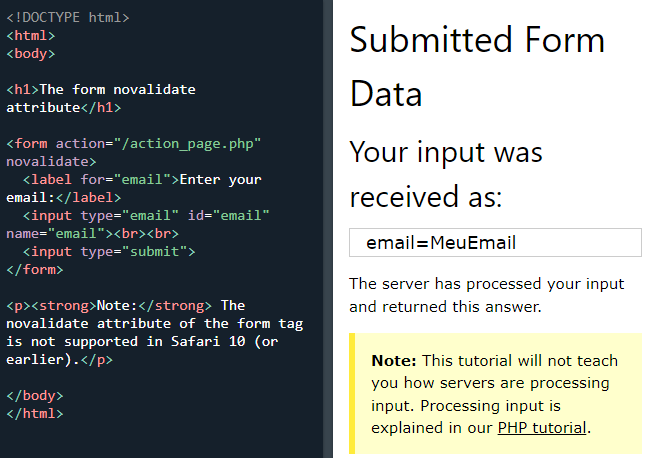 <!DOCTYPE html>
<html>
<body>
<h1>The form novalidate
attribute</h1>
<form action="/action_page.php"
novalidate>
  <label for="email">Enter your
email:</label>
  <input type="email" id="email"
name="email"><br><br>
  <input type="submit">
</form>
<p><strong>Note:</strong> The
novalidate attribute of the form tag
is not supported in Safari 10 (or
earlier).</p>
</body>
</html>
Submitted Form
Data
Your input was
received as:
email=MeuEmail
The server has processed your input
and returned this answer.
Note: This tutorial will not teach
you how servers are processing
input. Processing input is
explained in our PHP tutorial.